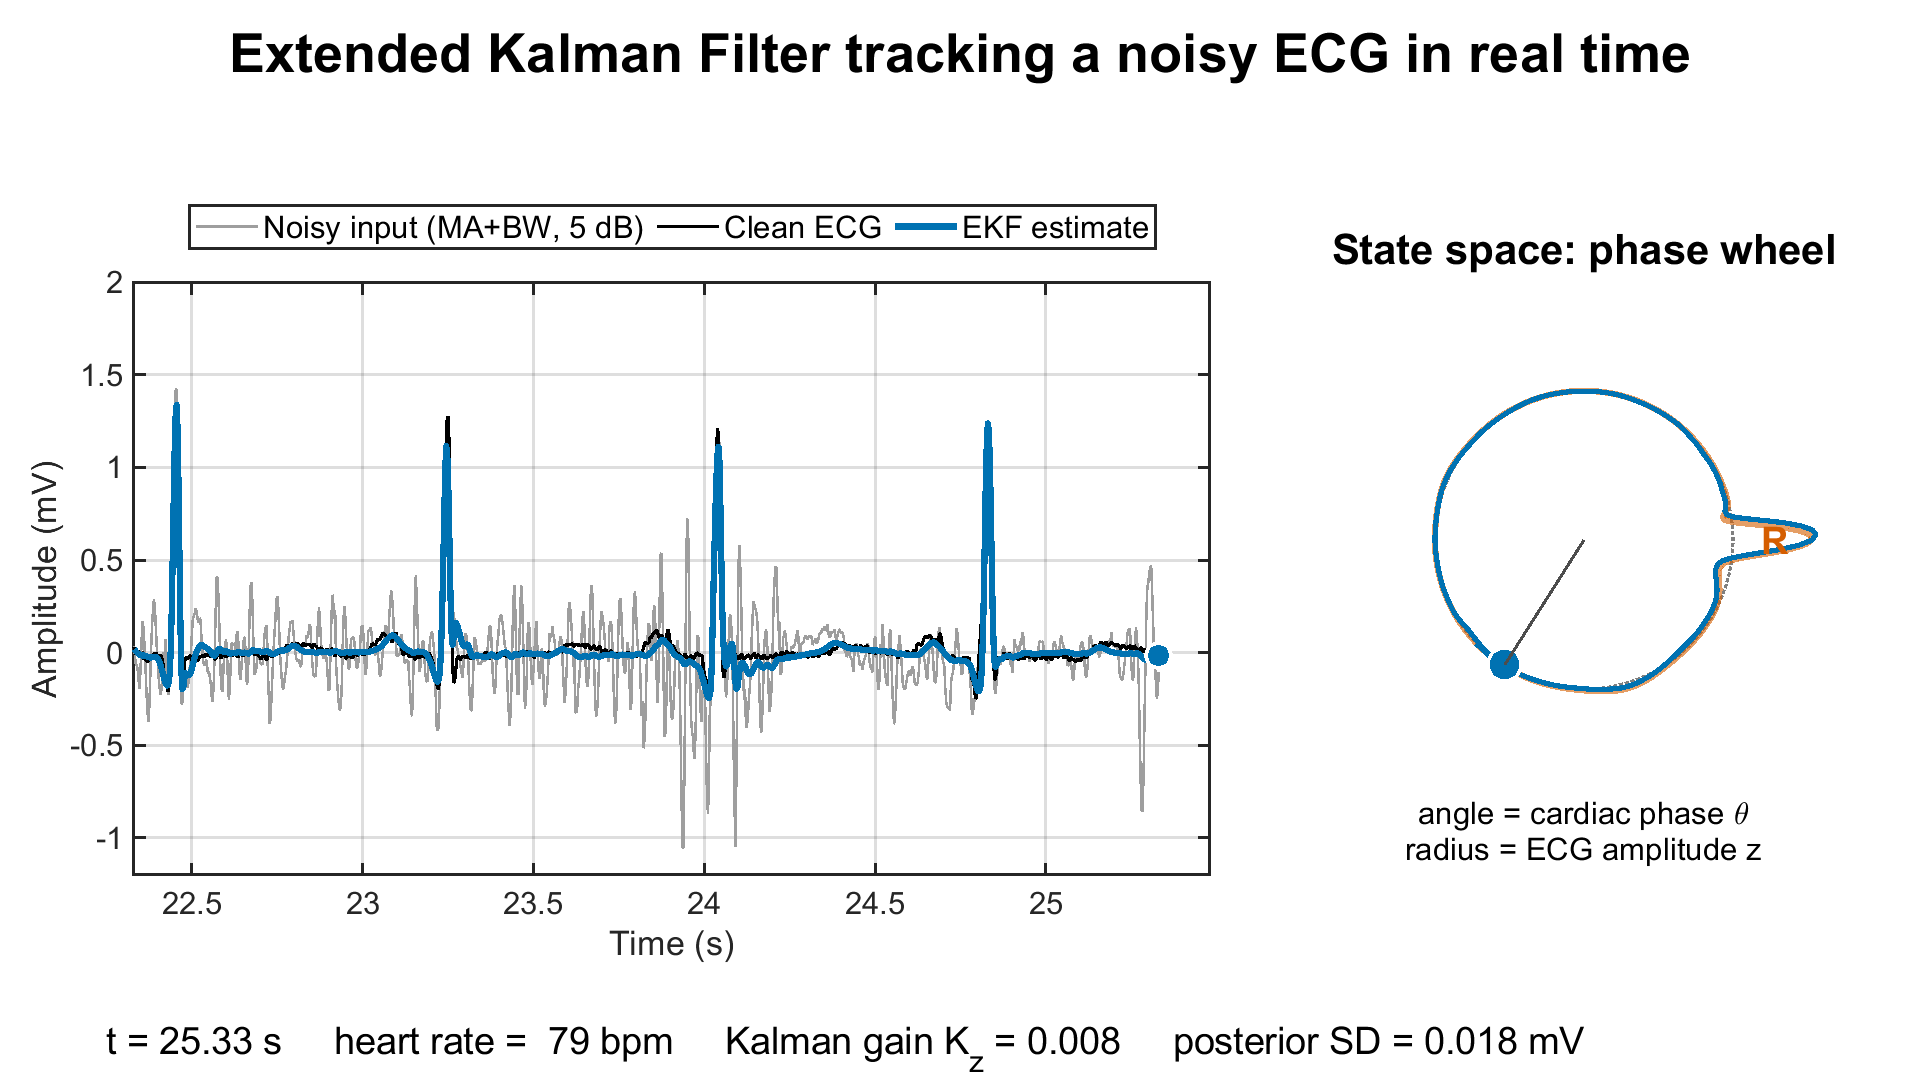 Extended Kalman Filter tracking a noisy ECG in real time
Noisy input (MA+BW, 5 dB) Clean ECG EKF estimate
State space: phase wheel
2
1.5
1
0.5
0
-0.5
-1
Amplitude (mV)
22.5 23 23.5 24 24.5 25
Time (s)
R
angle = cardiac phase θ
radius = ECG amplitude z
t = 25.33 s heart rate = 79 bpm Kalman gain K_z = 0.008 posterior SD = 0.018 mV